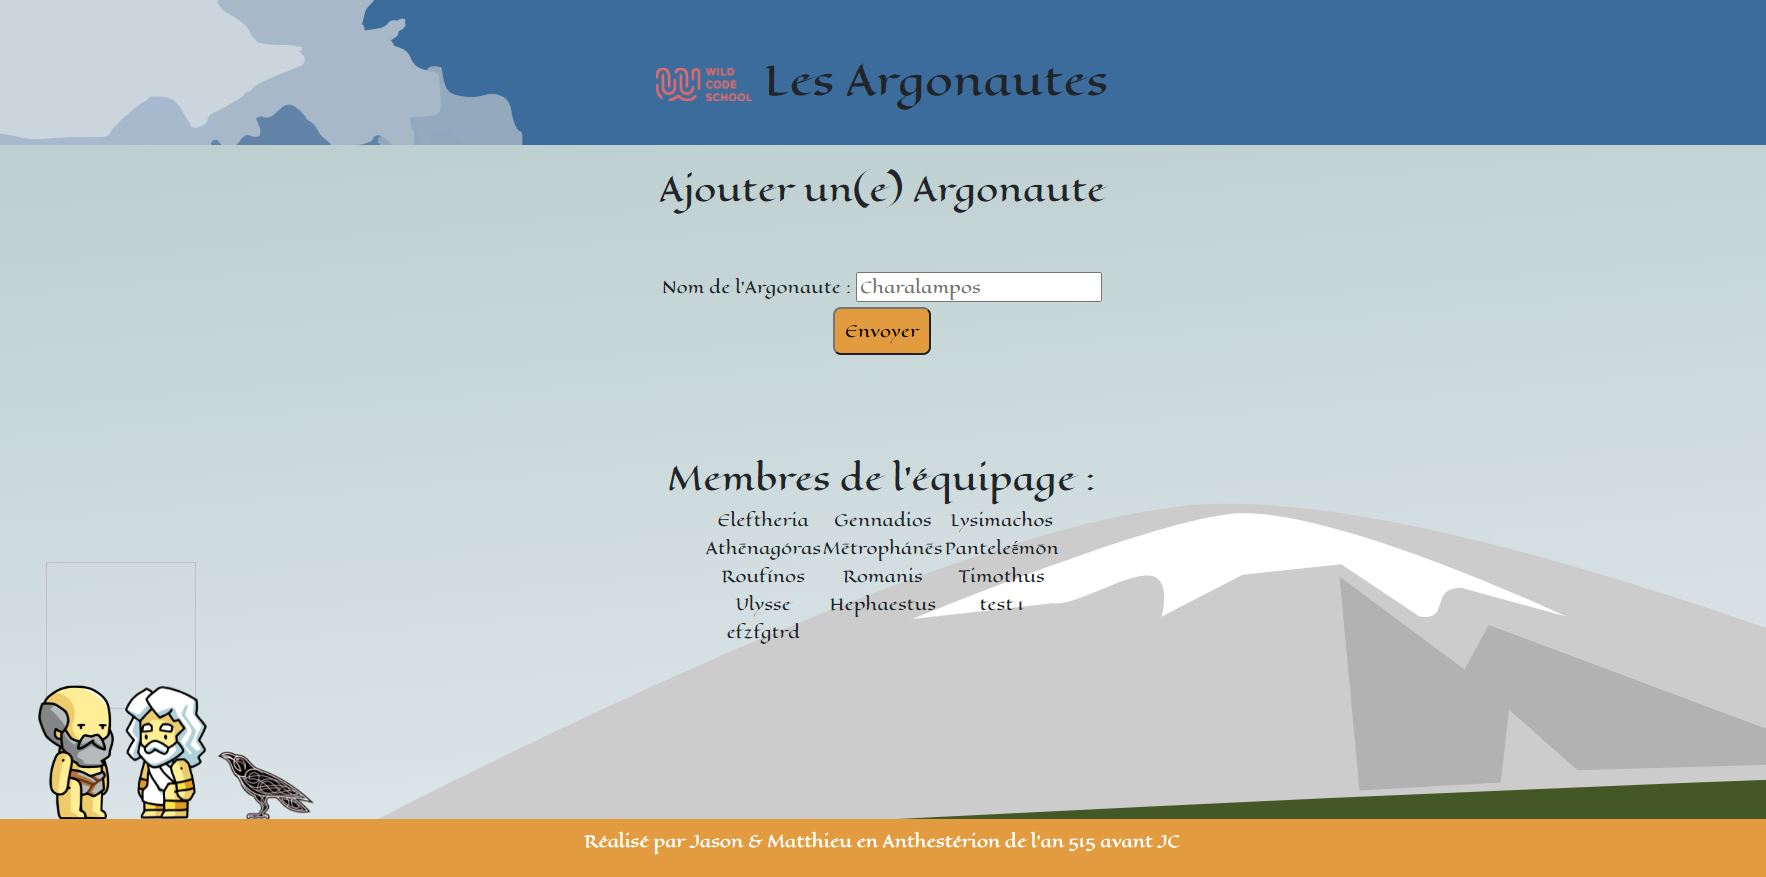 WILD
CODE
SCHOOL
Les Argonautes
Ajouter un(e) Argonaute
Nom de l'Argonaute : Charalampos
Envoyer
Membres de l'équipage :
Eleftheria Gennadios Lysimachos
Athēnagóras Mētrophánēs Panteleḗmōn
Roufinos Romanis Timothus
Ulysse Hephaestus test 1
efzfgtrd
Réalisé par Jason & Matthieu en Anthestérion de l'an 515 avant JC